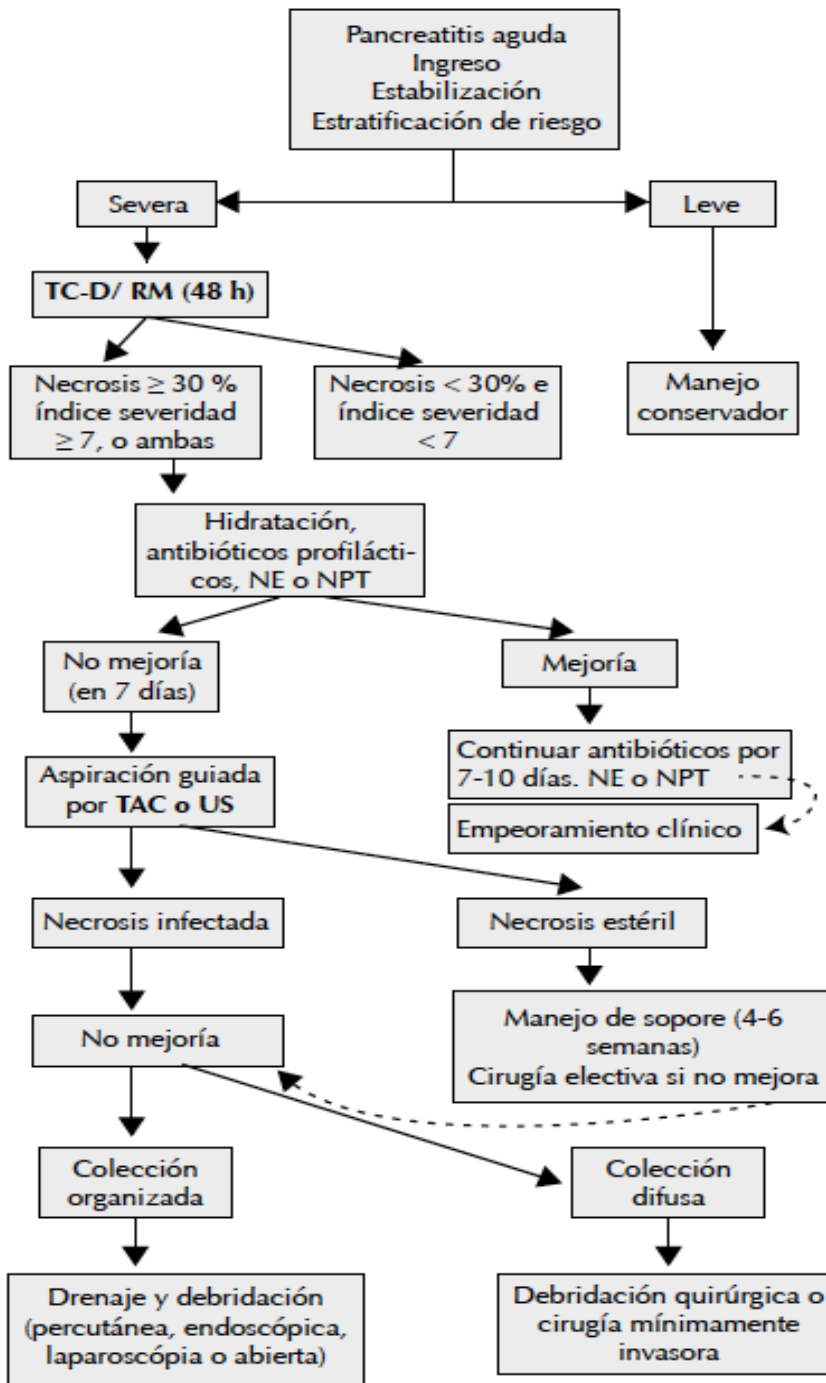 Pancreatitis aguda
Ingreso
Estabilización
Estratificación de riesgo
Severa
Leve
TC-D/ RM (48 h)
Necrosis ≥ 30 %
índice severidad
≥ 7, o ambas
Necrosis < 30% e
índice severidad
< 7
Manejo
conservador
Hidratación,
antibióticos profilácti-
cos, NE o NPT
No mejoría
(en 7 días)
Mejoría
Aspiración guiada
por TAC o US
Continuar antibióticos por
7-10 días. NE o NPT
Empeoramiento clínico
Necrosis infectada
Necrosis estéril
No mejoría
Manejo de sopore (4-6
semanas)
Cirugía electiva si no mejora
Colección
organizada
Colección
difusa
Drenaje y debridación
(percutánea, endoscópica,
laparoscópia o abierta)
Debridación quirúrgica o
cirugía mínimamente
invasora